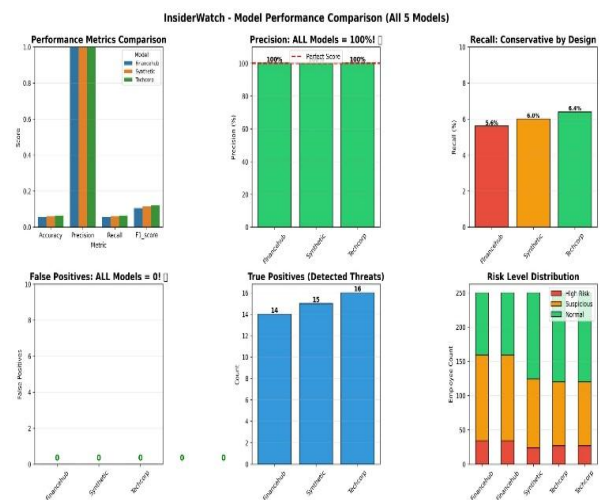 InsiderWatch - Model Performance Comparison (All 5 Models)
Performance Metrics Comparison
1.0
0.8
0.6
0.4
0.2
0.0
Score
Model
Financehub
Synthetic
Techcorp
Accuracy
Precision
Recall
F1_score
Metric
Precision: ALL Models = 100%!
Perfect Score
100%
100%
100
80
60
40
20
0
Precision (%)
Financehub
Synthetic
Techcorp
Recall: Conservative by Design
10
8
6
4
2
0
Recall (%)
5.6%
6.0%
6.4%
Financehub
Synthetic
Techcorp
False Positives: ALL Models = 0!
10
8
6
4
2
0
False Positives
0
0
0
0
0
Financehub
Synthetic
Techcorp
True Positives (Detected Threats)
16
14
12
10
8
6
4
2
0
Count
14
15
16
Financehub
Synthetic
Techcorp
Risk Level Distribution
250
200
150
100
50
0
Employee Count
High Risk
Suspicious
Normal
Financehub
Financehub
Synthetic
Techcorp
Techcorp